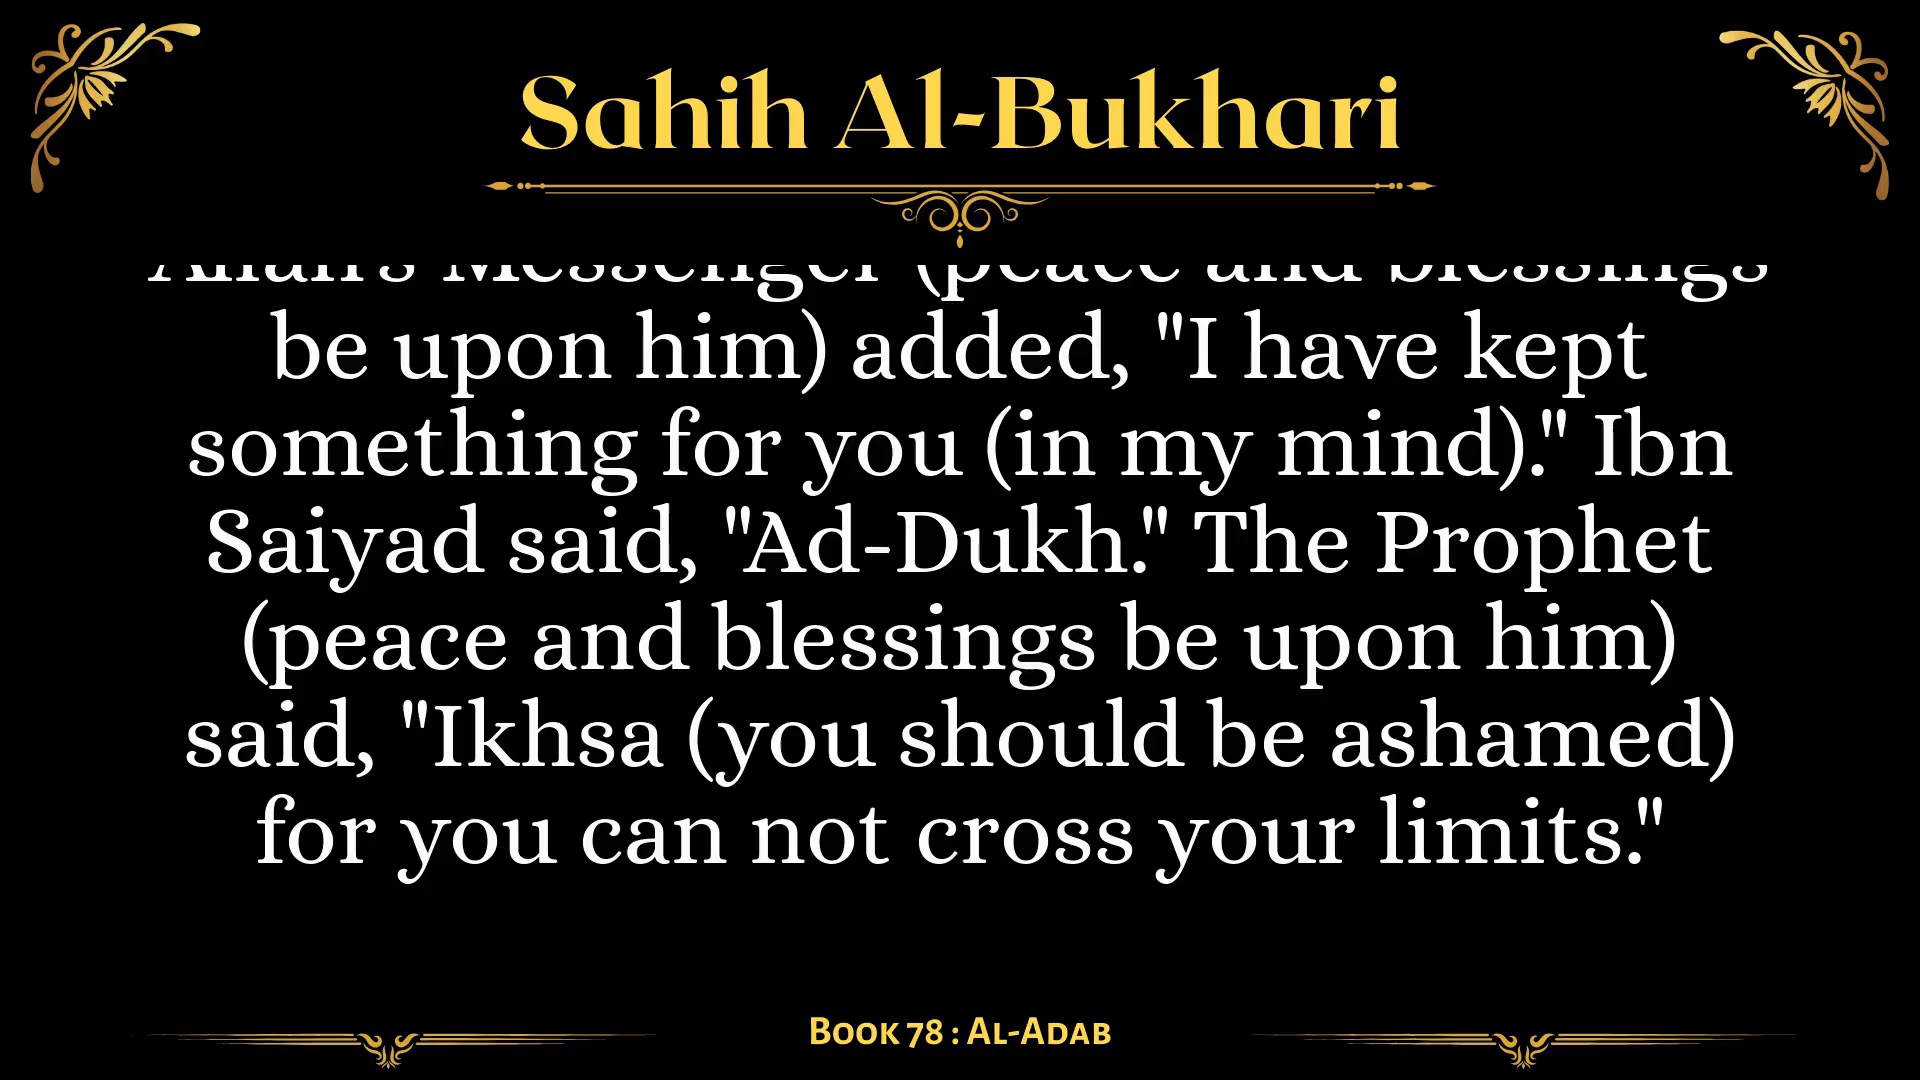 Sahih Al-Bukhari
Allah's Messenger (peace and blessings
be upon him) added, "I have kept
something for you (in my mind)." Ibn
Saiyad said, "Ad-Dukh." The Prophet
(peace and blessings be upon him)
said, "Ikhsa (you should be ashamed)
for you can not cross your limits."
Book 78 : Al-Adab